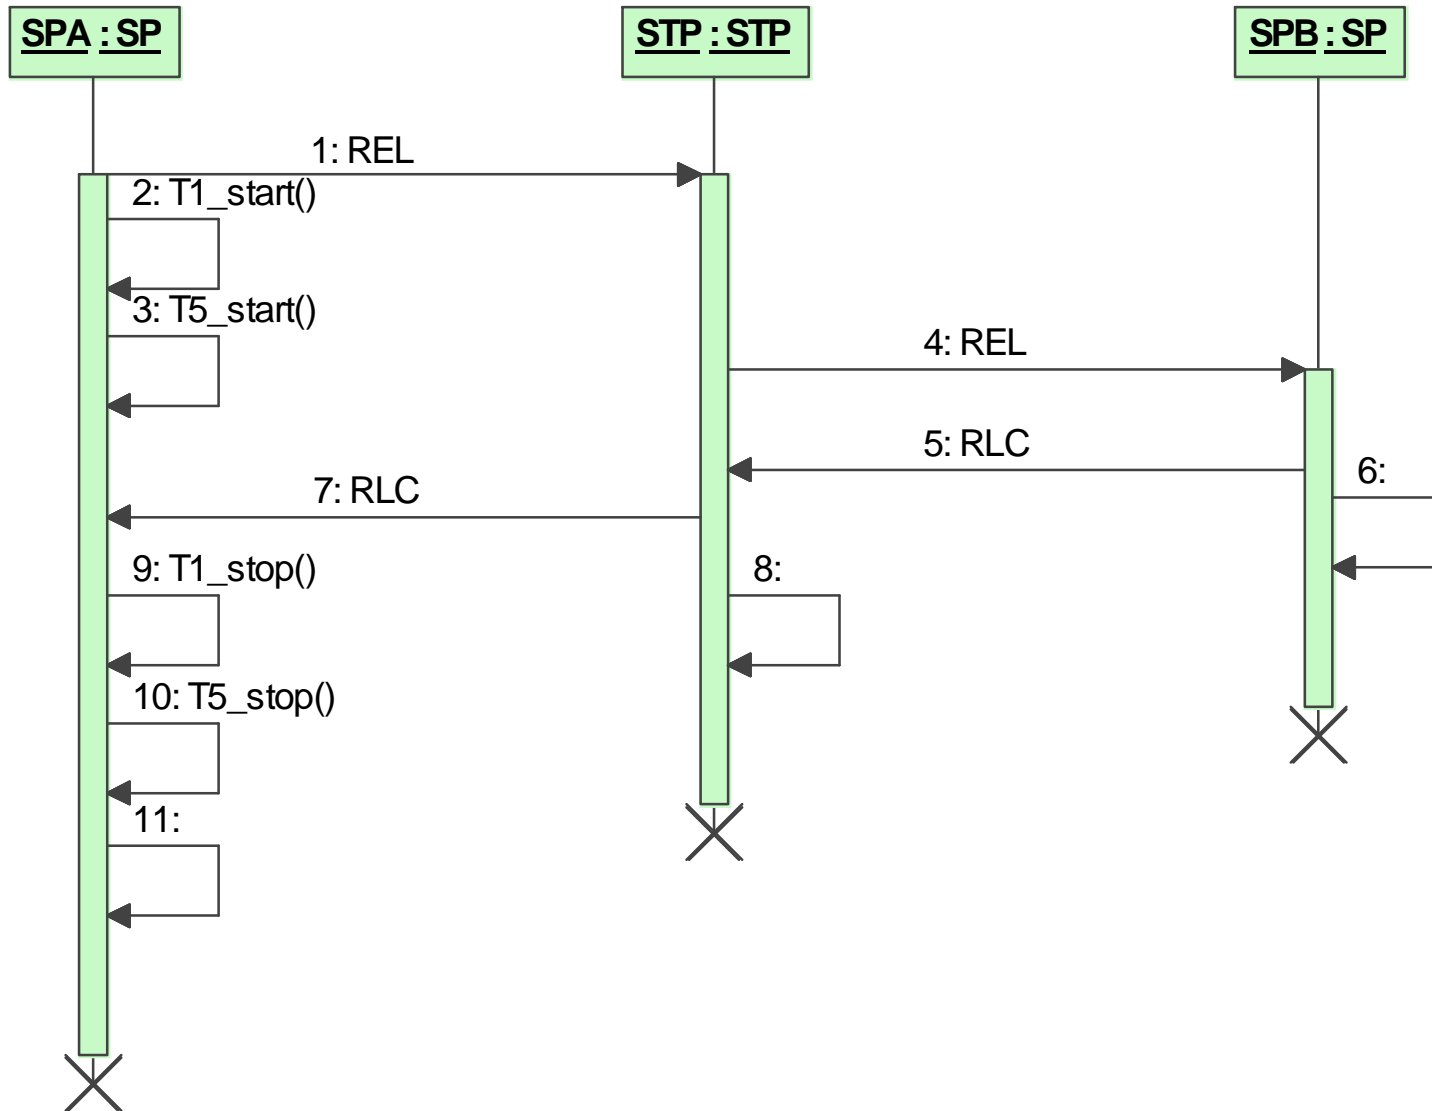 SPA : SP
STP : STP
SPB : SP
1: REL
2: T1_start()
3: T5_start()
4: REL
5: RLC
6:
7: RLC
8:
9: T1_stop()
10: T5_stop()
11: